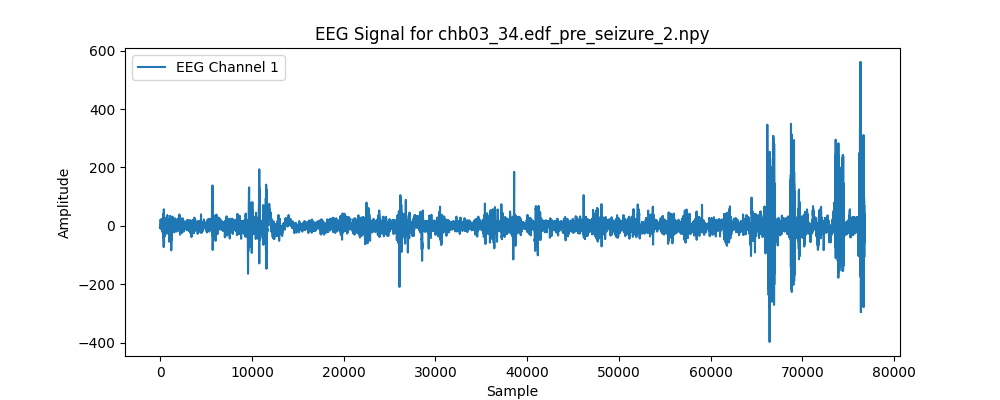 EEG Signal for chb03_34.edf_pre_seizure_2.npy
EEG Channel 1
600
400
200
0
−200
−400
Amplitude
0 10000 20000 30000 40000 50000 60000 70000 80000
Sample